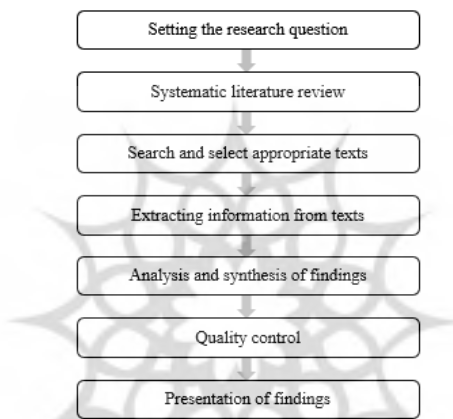 Setting the research question
Systematic literature review
Search and select appropriate texts
Extracting information from texts
Analysis and synthesis of findings
Quality control
Presentation of findings